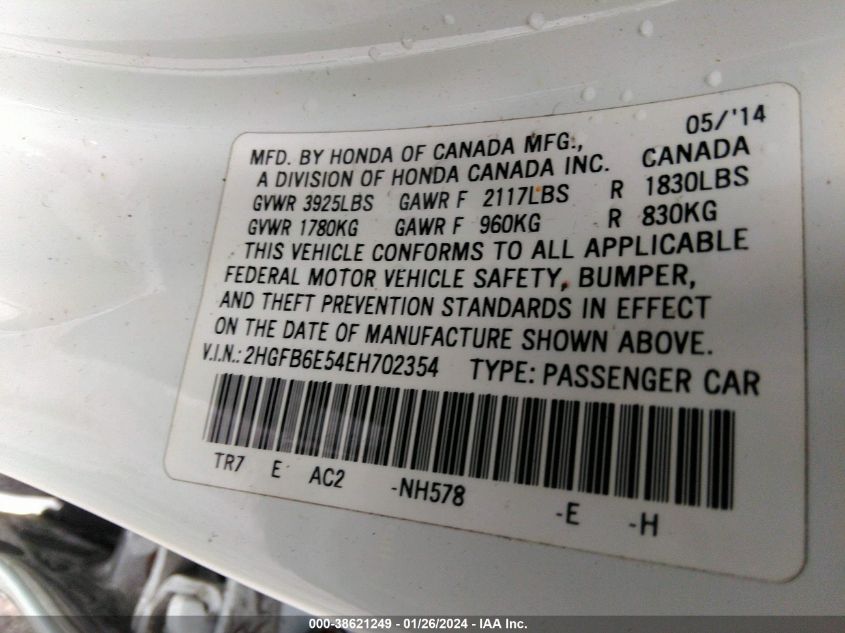 05/'14
MFD. BY HONDA OF CANADA MFG.,
A DIVISION OF HONDA CANADA INC. CANADA
GVWR 3925LBS GAWR F 2117LBS R 1830LBS
GVWR 1780KG GAWR F 960KG R 830KG
THIS VEHICLE CONFORMS TO ALL APPLICABLE
FEDERAL MOTOR VEHICLE SAFETY, BUMPER,
AND THEFT PREVENTION STANDARDS IN EFFECT
ON THE DATE OF MANUFACTURE SHOWN ABOVE.
V.I.N.: 2HGFB6E54EH702354 TYPE: PASSENGER CAR
TR7 E AC2 -NH578 -E -H
000-38621249 - 01/26/2024 - IAA Inc.